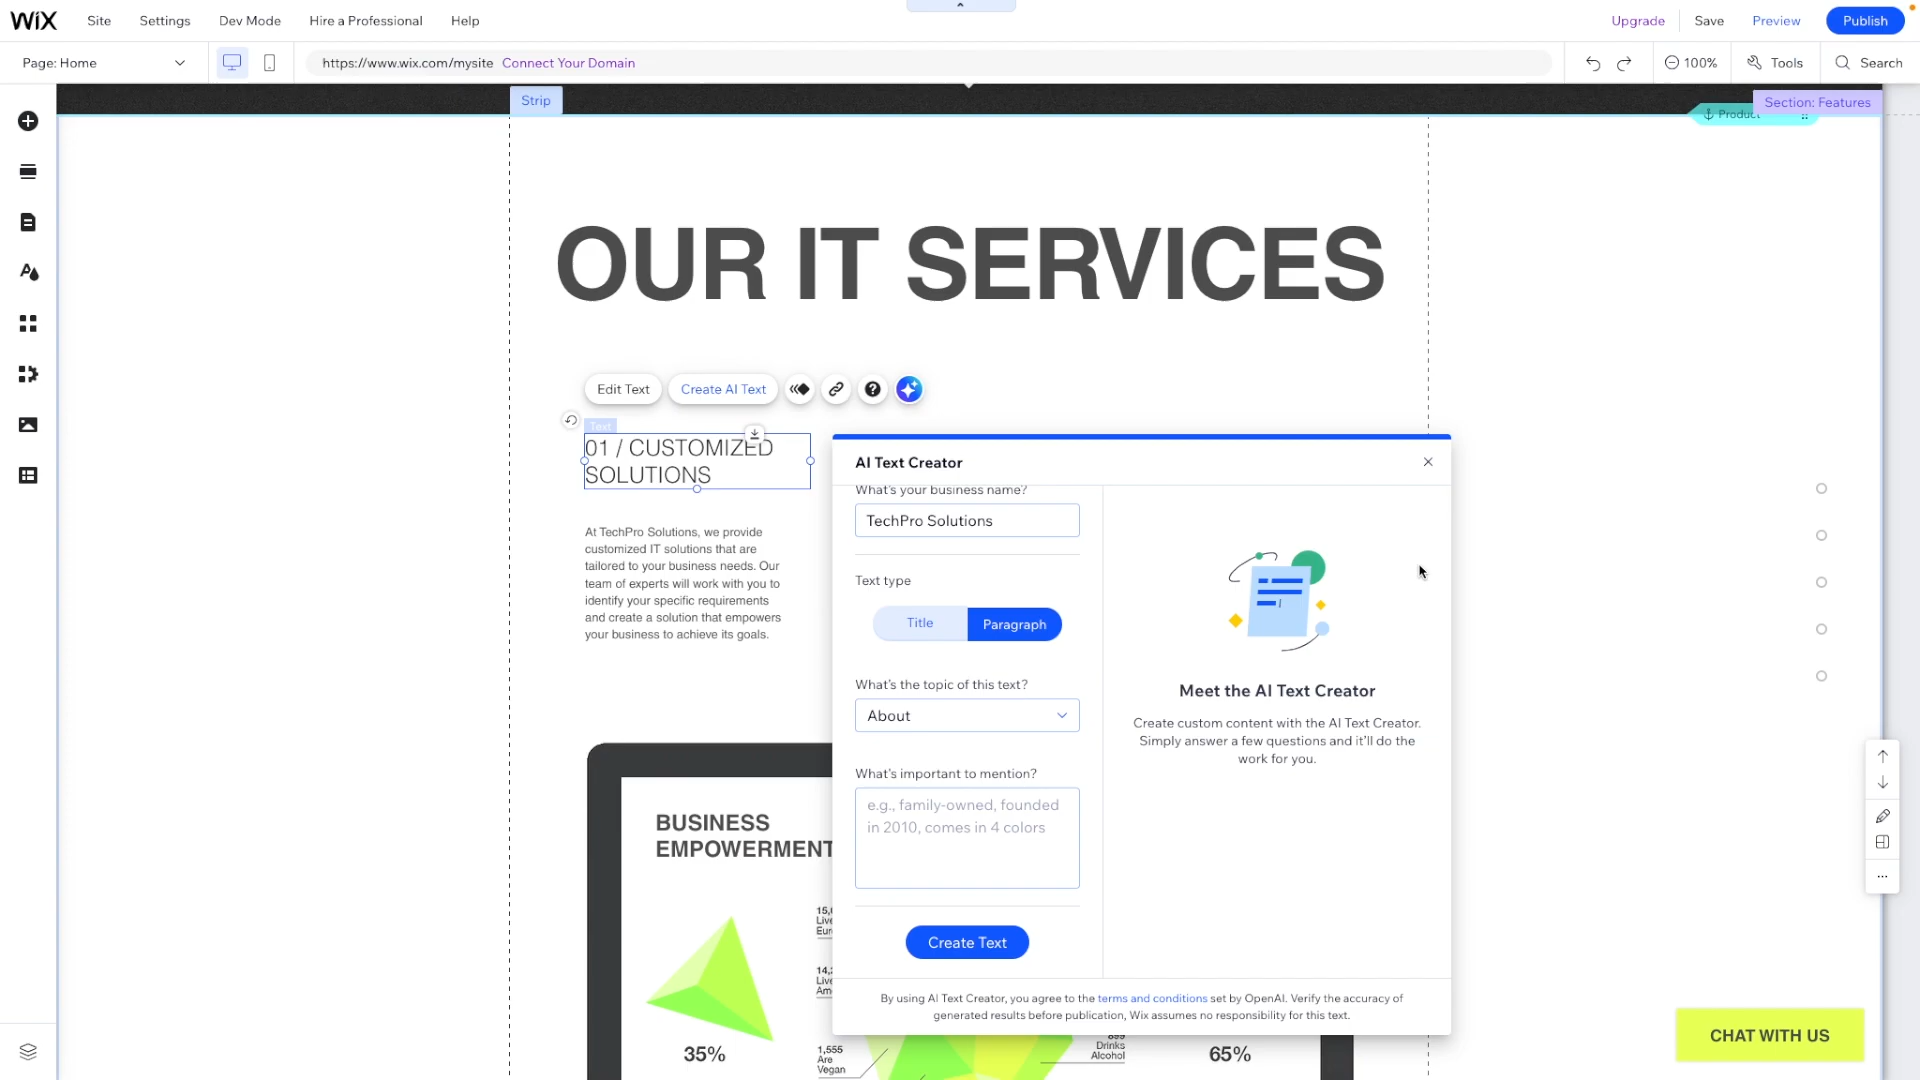 WiX
Site
Settings
Dev Mode
Hire a Professional
Help
Upgrade
Save
Preview
Publish
Page: Home
https://www.wix.com/mysite Connect Your Domain
100%
Tools
Search
Strip
Section: Features
Product
OUR IT SERVICES
Edit Text
Create AI Text
Text
01 / CUSTOMIZED
SOLUTIONS
At TechPro Solutions, we provide
customized IT solutions that are
tailored to your business needs. Our
team of experts will work with you to
identify your specific requirements
and create a solution that empowers
your business to achieve its goals.
AI Text Creator
What's your business name?
TechPro Solutions
Text type
Title
Paragraph
What's the topic of this text?
About
What's important to mention?
e.g., family-owned, founded
in 2010, comes in 4 colors
Create Text
Meet the AI Text Creator
Create custom content with the AI Text Creator.
Simply answer a few questions and it'll do the
work for you.
By using AI Text Creator, you agree to the terms and conditions set by OpenAI. Verify the accuracy of
generated results before publication, Wix assumes no responsibility for this text.
BUSINESS
EMPOWERMENT
35%
1,555
Are
Vegan
899
Drinks
Alcohol
65%
CHAT WITH US